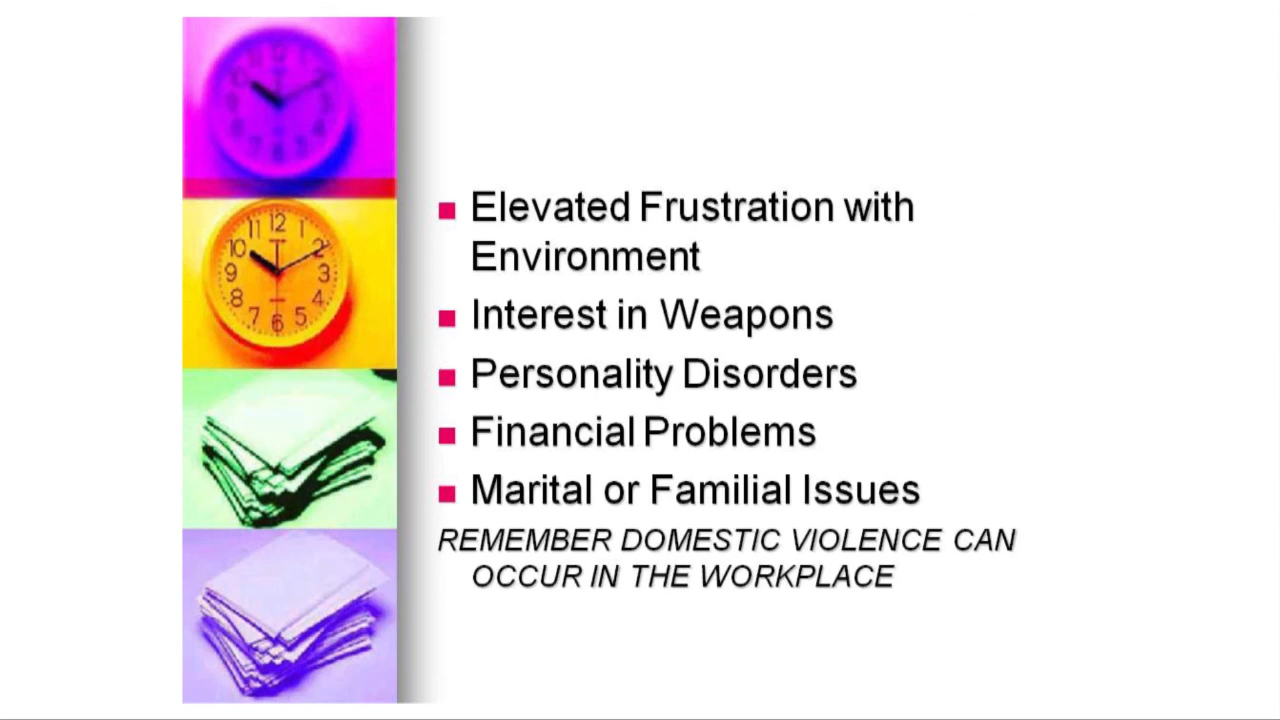 Elevated Frustration with
Environment
Interest in Weapons
Personality Disorders
Financial Problems
Marital or Familial Issues
REMEMBER DOMESTIC VIOLENCE CAN
OCCUR IN THE WORKPLACE